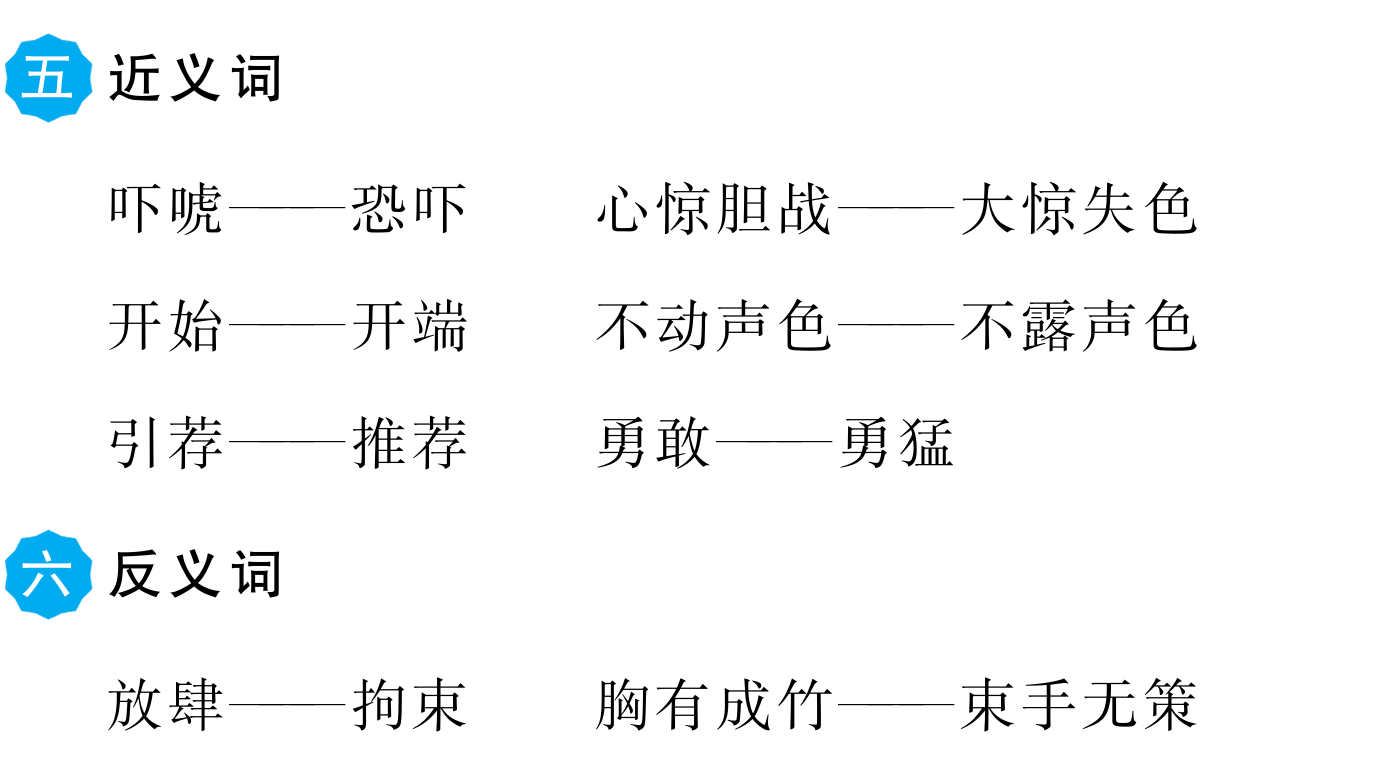 五 近义词
吓唬——恐吓 心惊胆战——大惊失色
开始——开端 不动声色——不露声色
引荐——推荐 勇敢——勇猛
六 反义词
放肆——拘束 胸有成竹——束手无策